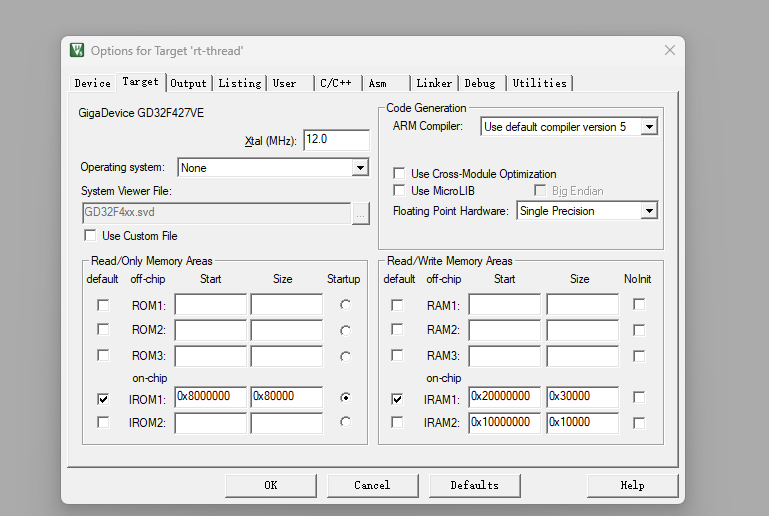 Options for Target 'rt-thread'
Device Target Output Listing User C/C++ Asm Linker Debug Utilities
GigaDevice GD32F427VE
Xtal (MHz): 12.0
Operating system: None
System Viewer File:
GD32F4xx.svd ...
Use Custom File
Code Generation
ARM Compiler: Use default compiler version 5
Use Cross-Module Optimization
Use MicroLIB Big Endian
Floating Point Hardware: Single Precision
Read/Only Memory Areas
default off-chip Start Size Startup
ROM1:
ROM2:
ROM3:
on-chip
IROM1: 0x8000000 0x80000
IROM2:
Read/Write Memory Areas
default off-chip Start Size NoInit
RAM1:
RAM2:
RAM3:
on-chip
IRAM1: 0x20000000 0x30000
IRAM2: 0x10000000 0x10000
OK Cancel Defaults Help